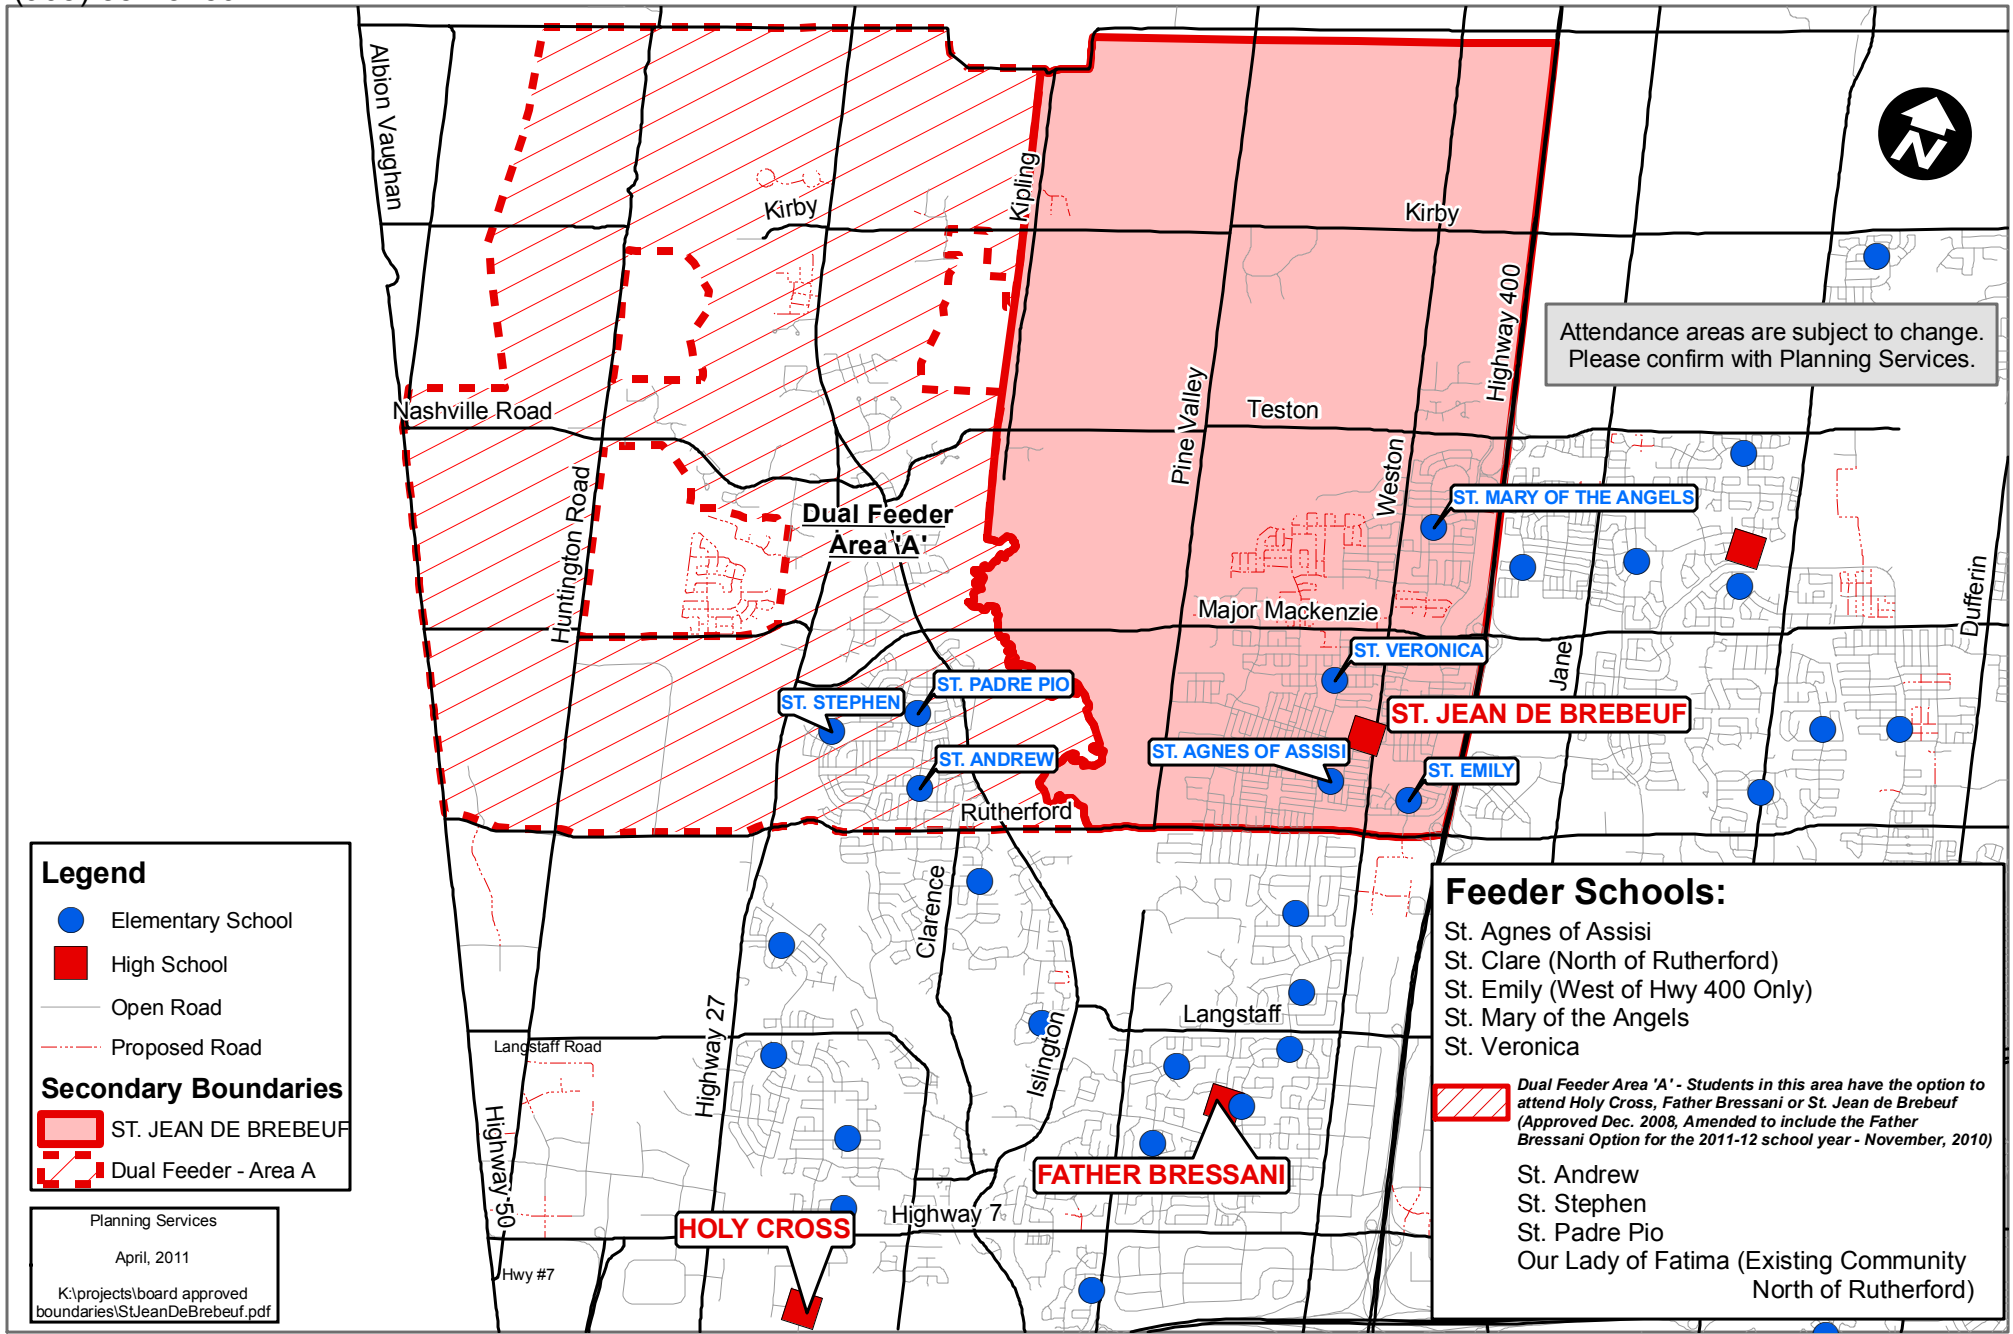 Albion Vaughan
Kipling
Kirby
Kirby
N
Highway 400
Attendance areas are subject to change.
Please confirm with Planning Services.
Nashville Road
Pine Valley
Teston
Weston
Huntington Road
Dual Feeder
Area 'A'
ST. MARY OF THE ANGELS
Dufferin
Major Mackenzie
ST. VERONICA
Jane
ST. PADRE PIO
ST. STEPHEN
ST. JEAN DE BREBEUF
ST. AGNES OF ASSISI
ST. ANDREW
ST. EMILY
Rutherford
Clarence
Highway 27
Islington
Langstaff
Langstaff Road
Highway 50
FATHER BRESSANI
HOLY CROSS
Highway 7
Hwy #7
Legend
Elementary School
High School
Open Road
Proposed Road
Secondary Boundaries
ST. JEAN DE BREBEUF
Dual Feeder - Area A
Planning Services
April, 2011
K:\projects\board approved
boundaries\StJeanDeBrebeuf.pdf
Feeder Schools:
St. Agnes of Assisi
St. Clare (North of Rutherford)
St. Emily (West of Hwy 400 Only)
St. Mary of the Angels
St. Veronica
Dual Feeder Area 'A' - Students in this area have the option to
attend Holy Cross, Father Bressani or St. Jean de Brebeuf
(Approved Dec. 2008, Amended to include the Father
Bressani Option for the 2011-12 school year - November, 2010)
St. Andrew
St. Stephen
St. Padre Pio
Our Lady of Fatima (Existing Community
North of Rutherford)